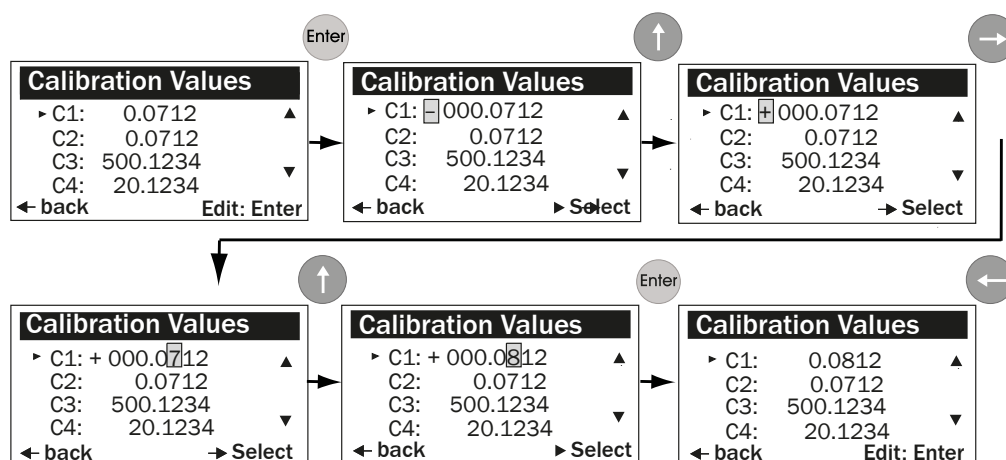 Enter
Calibration Values
C1: 0.0712
C2: 0.0712
C3: 500.1234
C4: 20.1234
back Edit: Enter
Calibration Values
C1: -000.0712
C2: 0.0712
C3: 500.1234
C4: 20.1234
back Select
Calibration Values
C1: +000.0712
C2: 0.0712
C3: 500.1234
C4: 20.1234
back Select
Enter
Calibration Values
C1: + 000.0712
C2: 0.0712
C3: 500.1234
C4: 20.1234
back Select
Calibration Values
C1: + 000.0812
C2: 0.0712
C3: 500.1234
C4: 20.1234
back Select
Calibration Values
C1: 0.0812
C2: 0.0712
C3: 500.1234
C4: 20.1234
back Edit: Enter